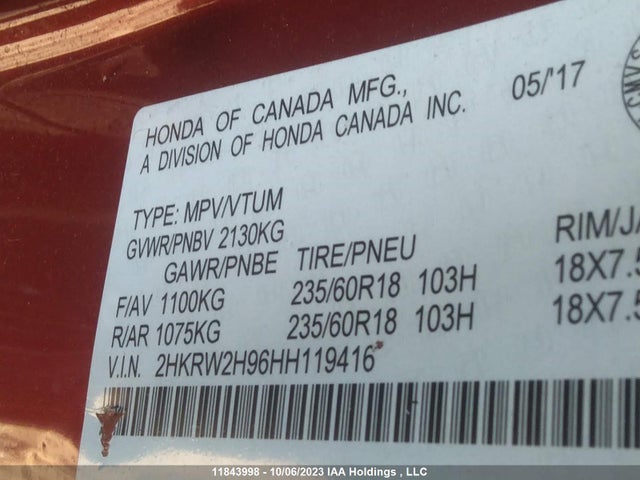 HONDA OF CANADA MFG., 05/'17
A DIVISION OF HONDA CANADA INC.
TYPE: MPV/VTUM
GVWR/PNBV 2130KG
GAWR/PNBE TIRE/PNEU RIM/JA
F/AV 1100KG 235/60R18 103H 18X7.5
R/AR 1075KG 235/60R18 103H 18X7.5
V.I.N. 2HKRW2H96HH119416
11843998 - 10/06/2023 IAA Holdings , LLC